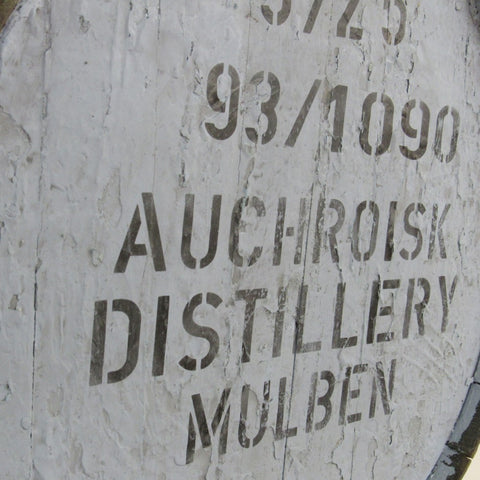 93/1090
AUCHROISK
DISTILLERY
MULBEN